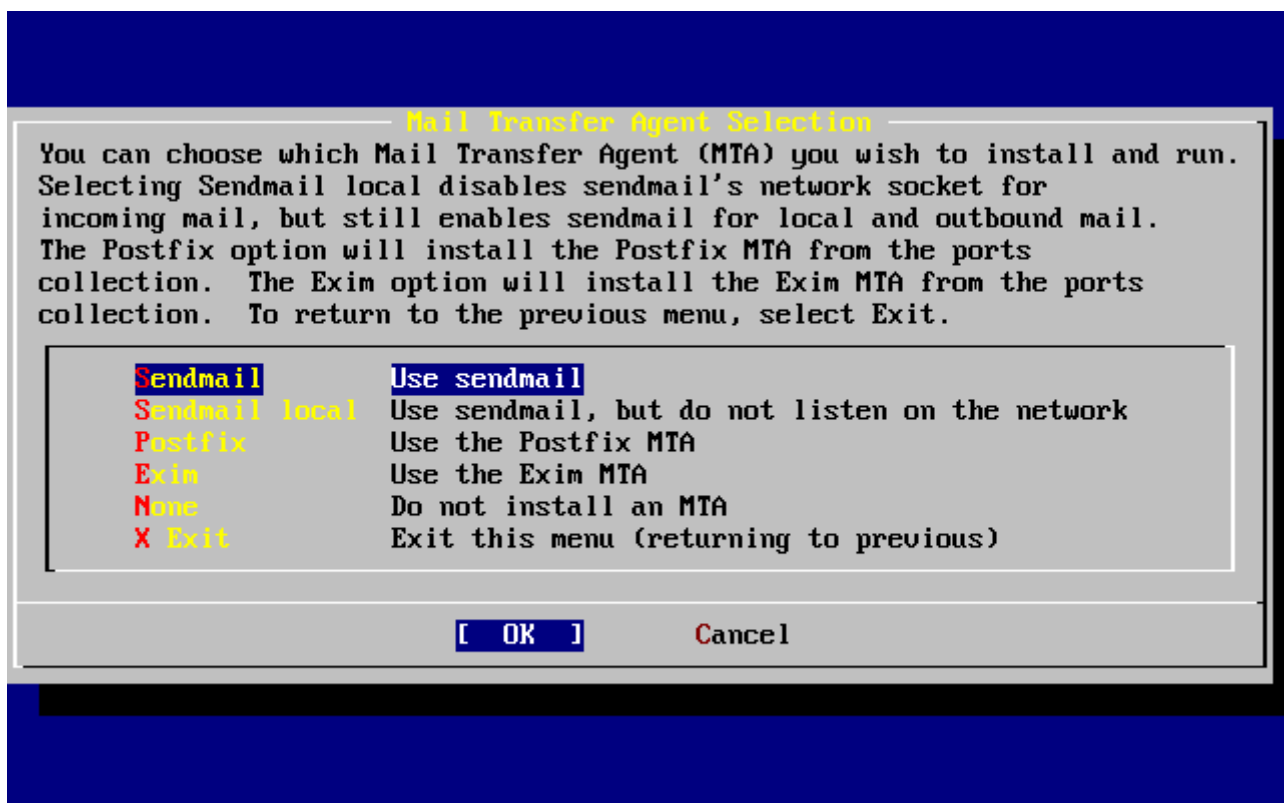 Mail Transfer Agent Selection
You can choose which Mail Transfer Agent (MTA) you wish to install and run.
Selecting Sendmail local disables sendmail's network socket for
incoming mail, but still enables sendmail for local and outbound mail.
The Postfix option will install the Postfix MTA from the ports
collection.  The Exim option will install the Exim MTA from the ports
collection.  To return to the previous menu, select Exit.
Sendmail Use sendmail
Sendmail local Use sendmail, but do not listen on the network
Postfix Use the Postfix MTA
Exim Use the Exim MTA
None Do not install an MTA
X Exit Exit this menu (returning to previous)
[ OK ] Cancel